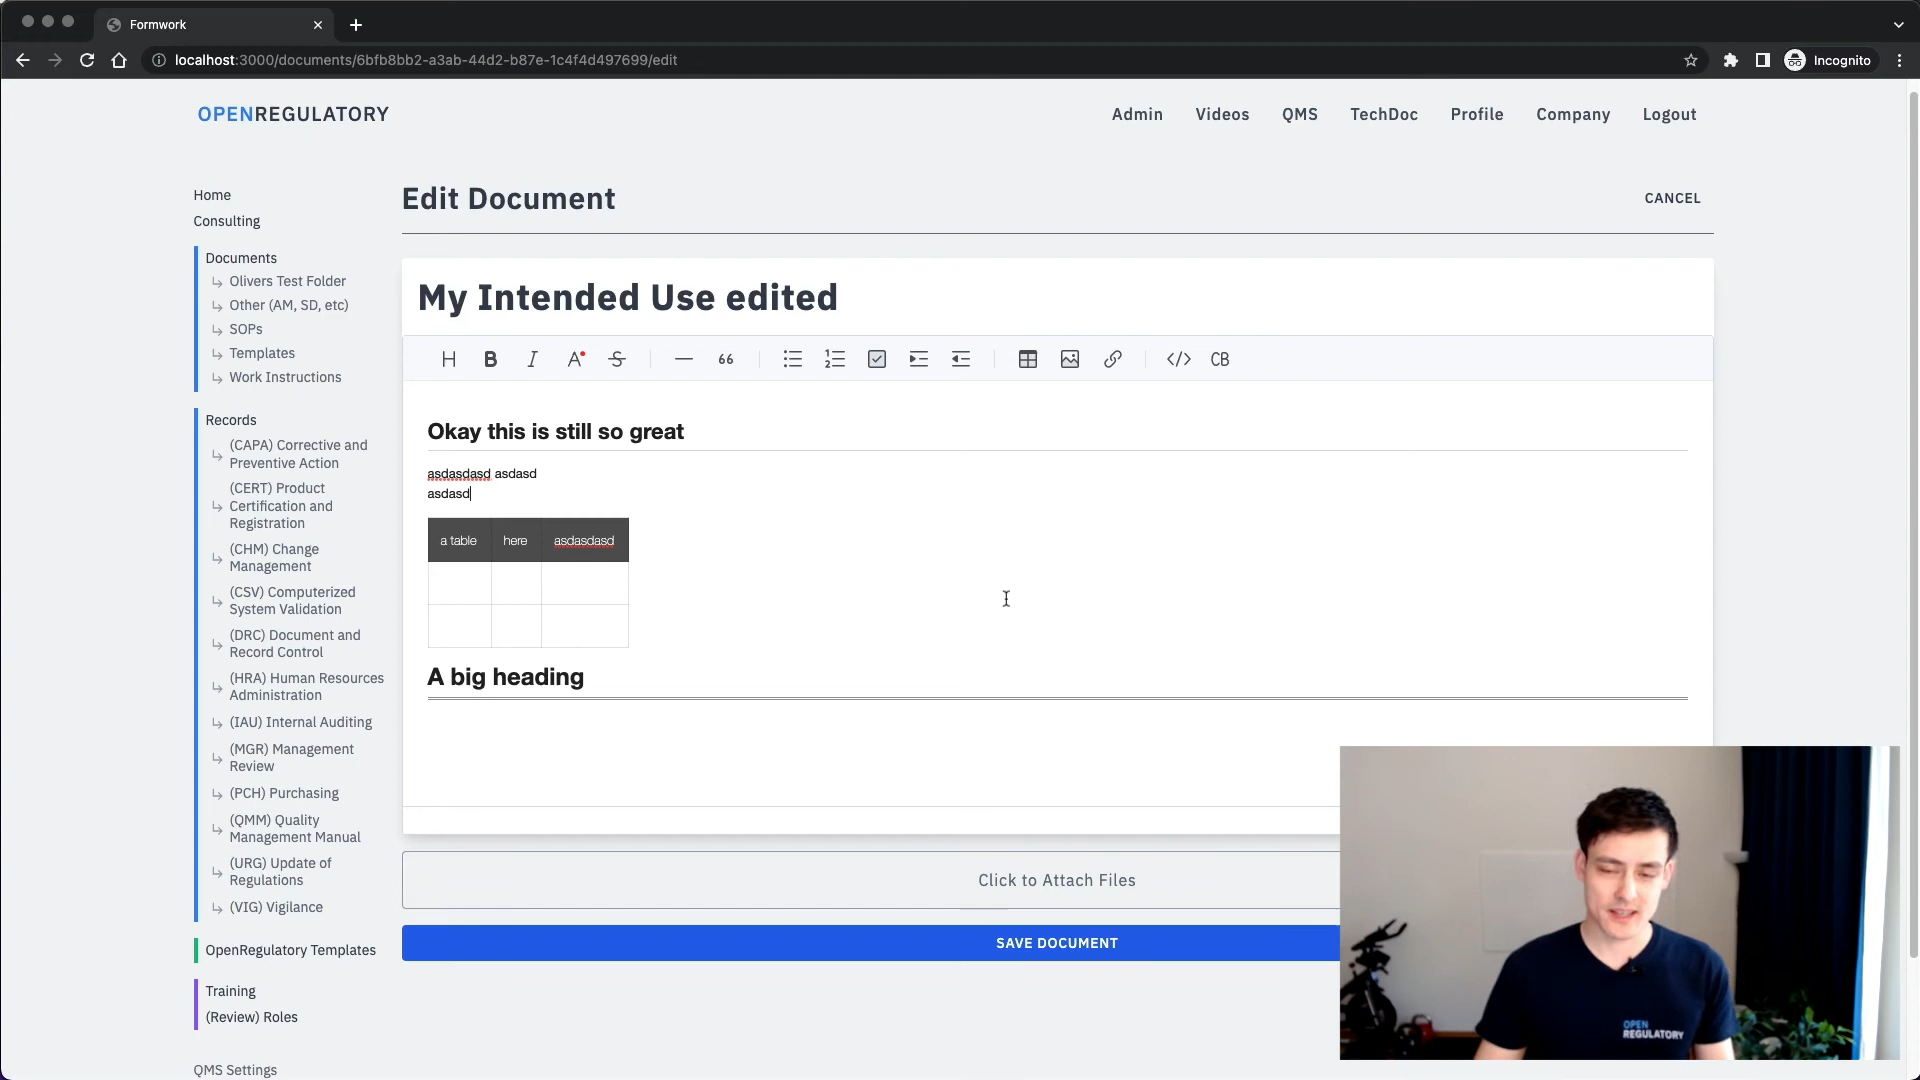 Formwork
localhost:3000/documents/6bfb8bb2-a3ab-44d2-b87e-1c4f4d497699/edit
Incognito
OPENREGULATORY
Admin Videos QMS TechDoc Profile Company Logout
Home
Consulting
Documents
Olivers Test Folder
Other (AM, SD, etc)
SOPs
Templates
Work Instructions
Records
(CAPA) Corrective and
Preventive Action
(CERT) Product
Certification and
Registration
(CHM) Change
Management
(CSV) Computerized
System Validation
(DRC) Document and
Record Control
(HRA) Human Resources
Administration
(IAU) Internal Auditing
(MGR) Management
Review
(PCH) Purchasing
(QMM) Quality
Management Manual
(URG) Update of
Regulations
(VIG) Vigilance
OpenRegulatory Templates
Training
(Review) Roles
QMS Settings
Edit Document
CANCEL
My Intended Use edited
H B I A S 66 </> CB
Okay this is still so great
asdasdasd asdasd
asdasd
a table here asdasdasd
A big heading
Click to Attach Files
SAVE DOCUMENT
OPEN
REGULATORY